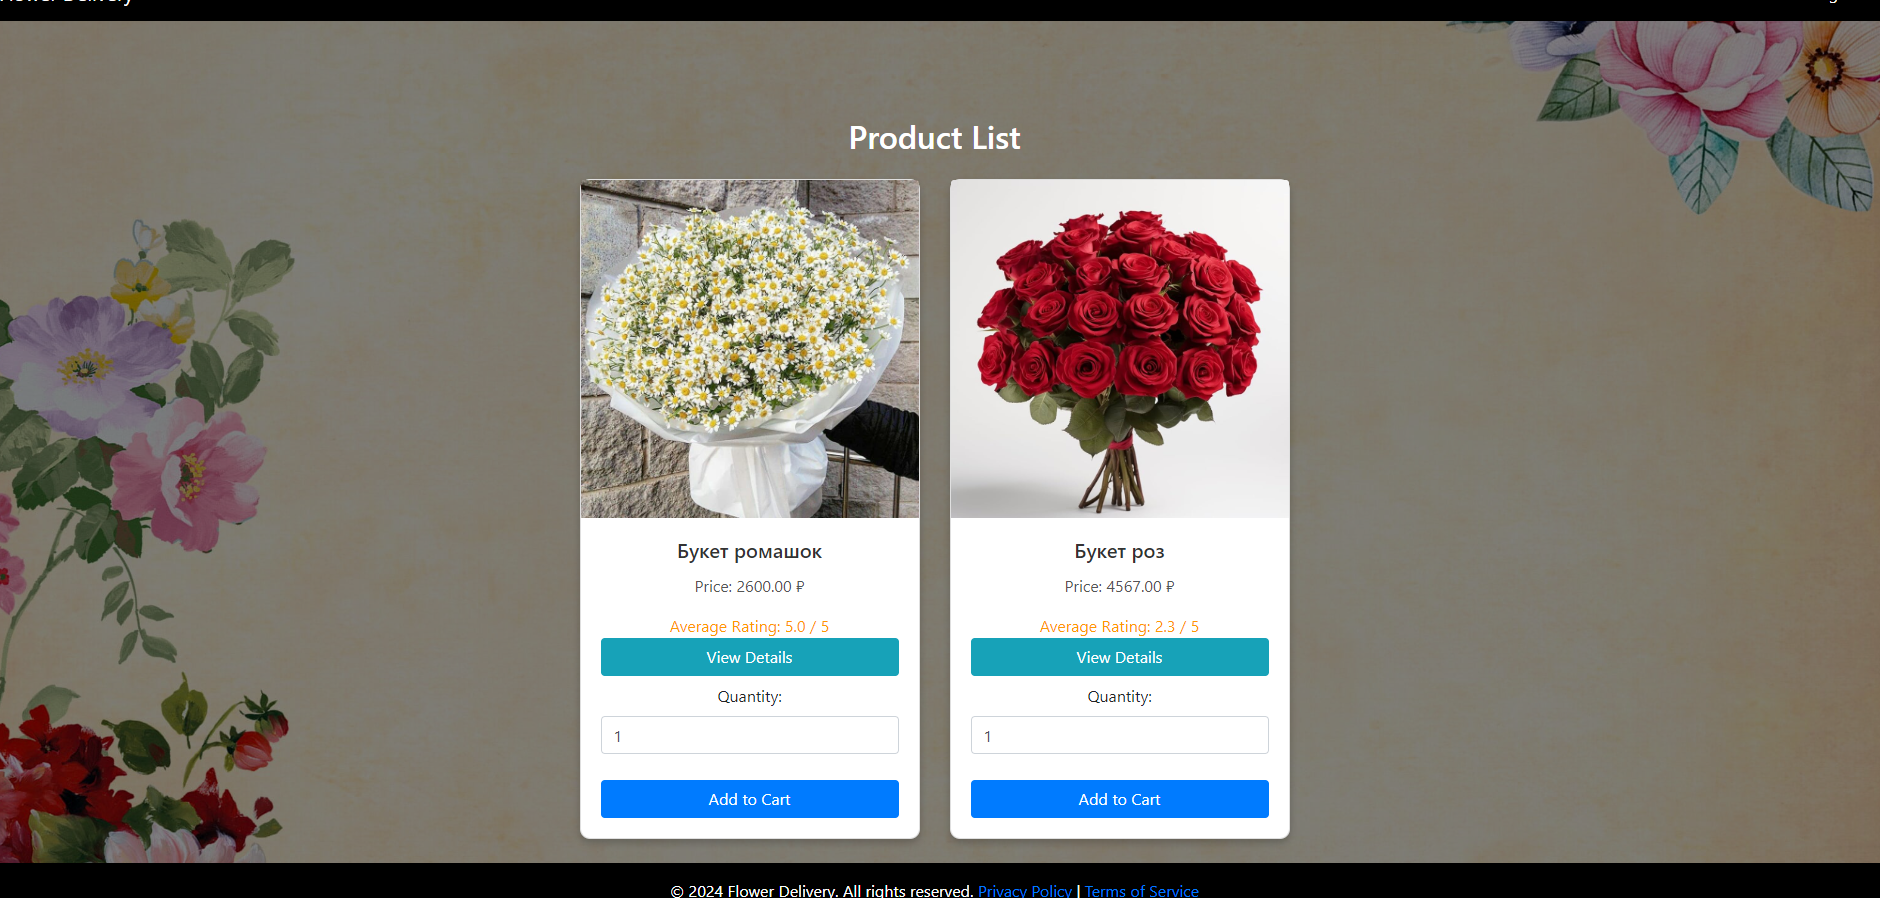 Flower Delivery
Product List
Букет ромашок
Price: 2600.00 ₽
Average Rating: 5.0 / 5
View Details
Quantity:
1
Add to Cart
Букет роз
Price: 4567.00 ₽
Average Rating: 2.3 / 5
View Details
Quantity:
1
Add to Cart
© 2024 Flower Delivery. All rights reserved. Privacy Policy | Terms of Service